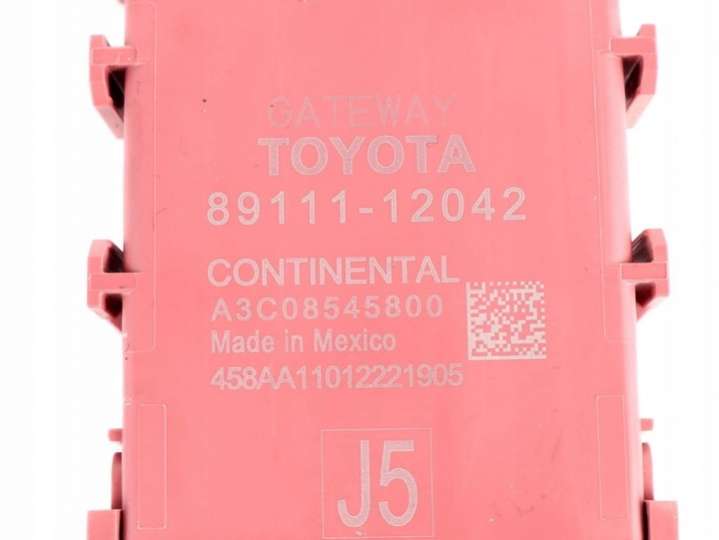 GATEWAY
TOYOTA
89111-12042
CONTINENTAL
A3C08545800
Made in Mexico
458AA11012221905
J5